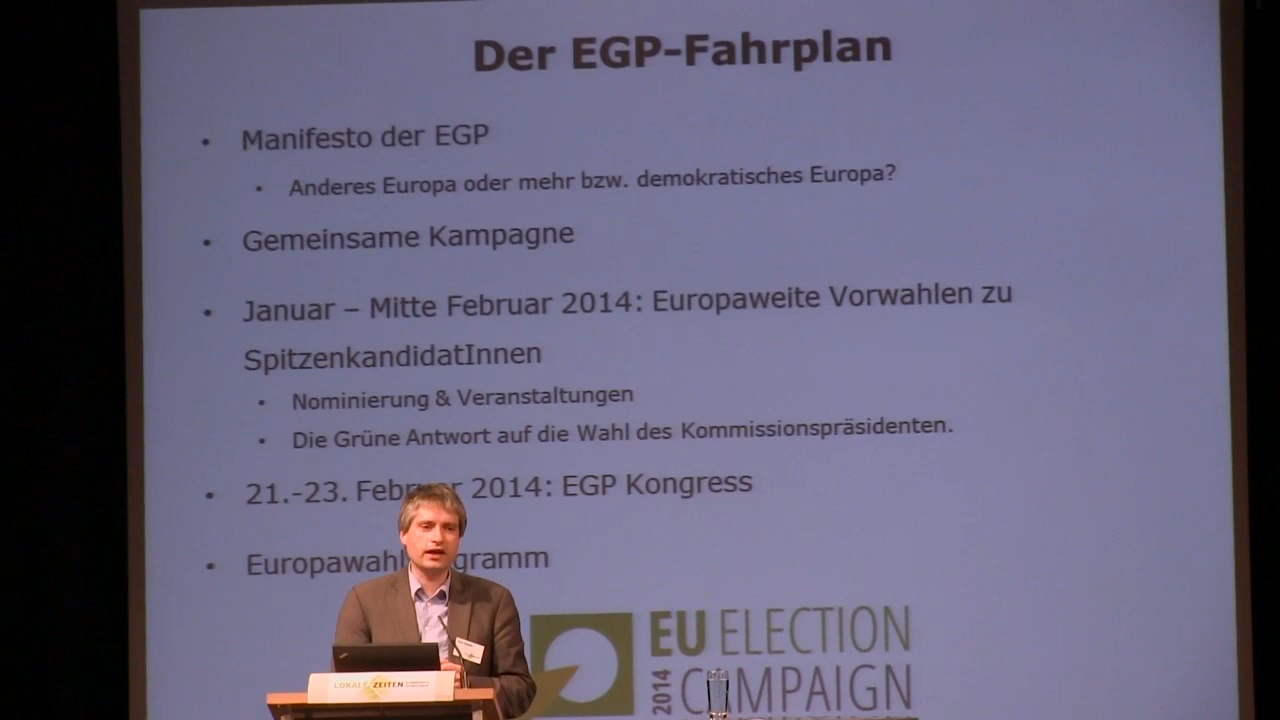 Der EGP-Fahrplan
• Manifesto der EGP
• Anderes Europa oder mehr bzw. demokratisches Europa?
• Gemeinsame Kampagne
• Januar – Mitte Februar 2014: Europaweite Vorwahlen zu
SpitzenkandidatInnen
• Nominierung & Veranstaltungen
• Die Grüne Antwort auf die Wahl des Kommissionspräsidenten.
• 21.-23. Februar 2014: EGP Kongress
• Europawahlprogramm
EU ELECTION
2014 CAMPAIGN
LOKALE ZEITEN